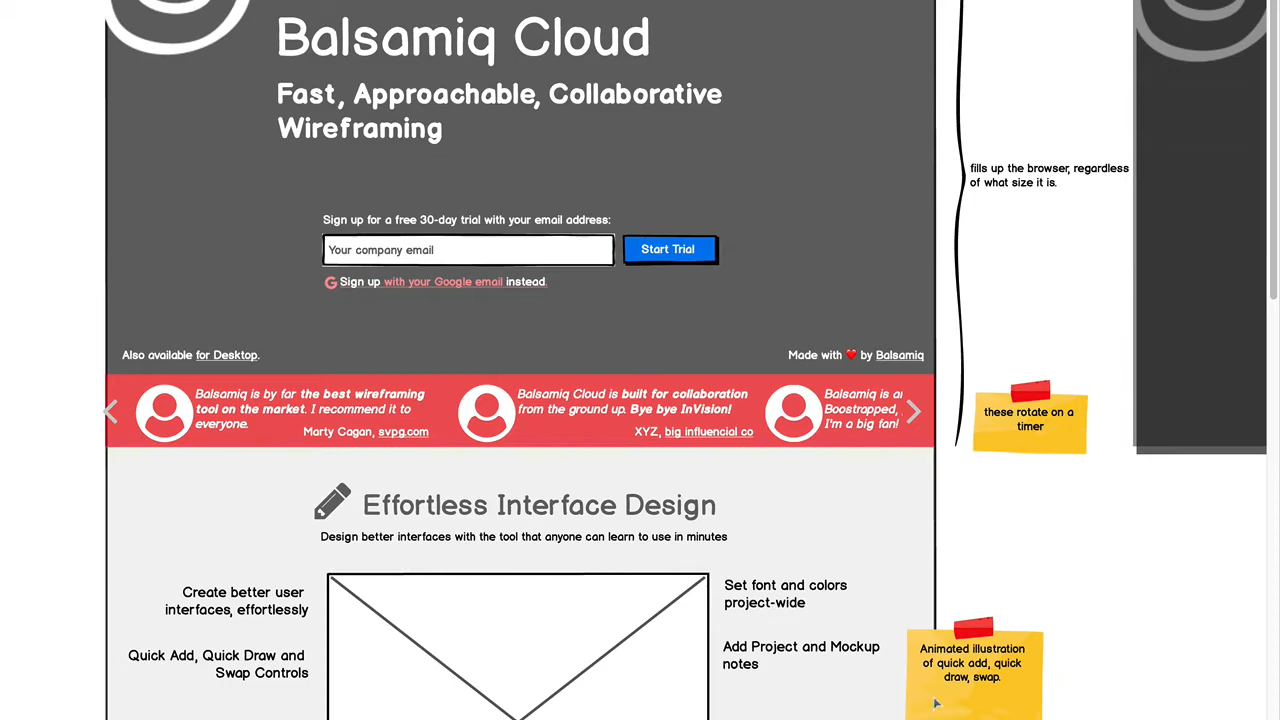 Balsamiq Cloud
Fast, Approachable, Collaborative
Wireframing
fills up the browser, regardless
of what size it is.
Sign up for a free 30-day trial with your email address:
Your company email
Start Trial
Sign up with your Google email instead.
Also available for Desktop.
Made with ❤️ by Balsamiq
Balsamiq is by far the best wireframing
tool on the market. I recommend it to
everyone.
Marty Cagan, svpg.com
Balsamiq Cloud is built for collaboration
from the ground up. Bye bye InVision!
XYZ, big influencial co
Balsamiq is
Boostrapped,
I'm a big fan!
these rotate on a
timer
Effortless Interface Design
Design better interfaces with the tool that anyone can learn to use in minutes
Create better user
interfaces, effortlessly
Quick Add, Quick Draw and
Swap Controls
Set font and colors
project-wide
Add Project and Mockup
notes
Animated illustration
of quick add, quick
draw, swap.